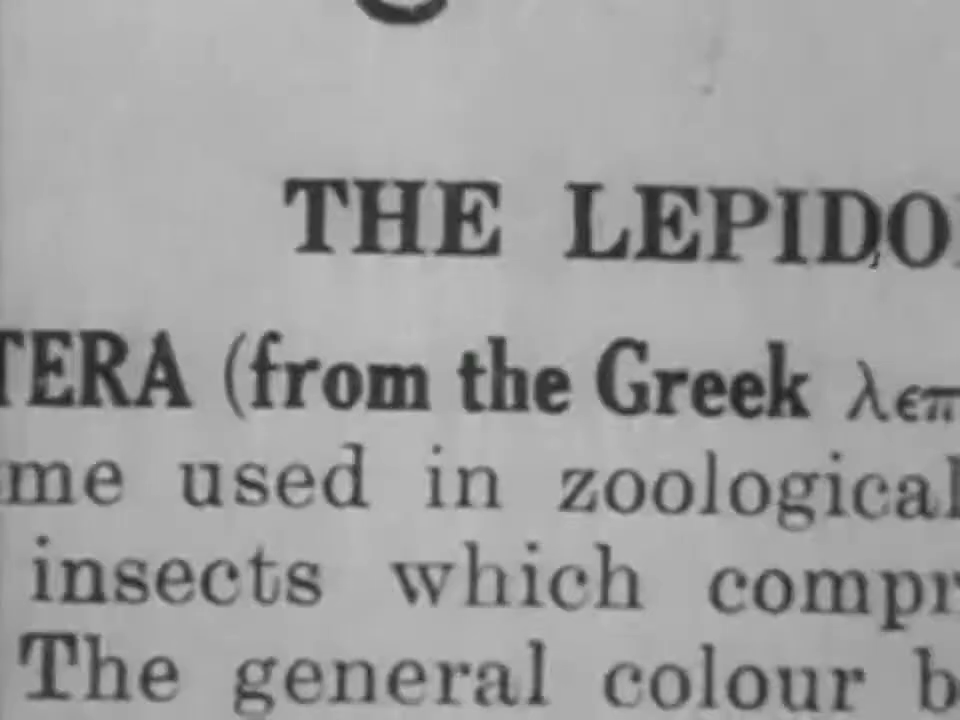 THE LEPIDO
TERA (from the Greek λεπ
me used in zoological
insects which compr
The general colour b